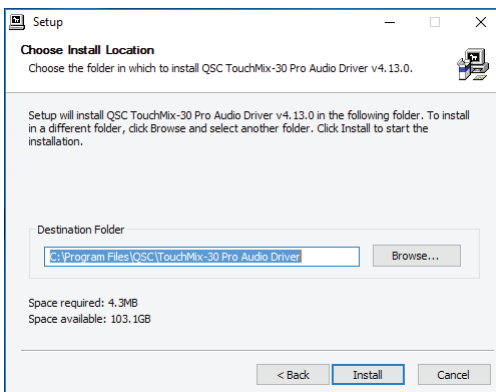 Setup
Choose Install Location
Choose the folder in which to install QSC TouchMix-30 Pro Audio Driver v4.13.0.
Setup will install QSC TouchMix-30 Pro Audio Driver v4.13.0 in the following folder. To install
in a different folder, click Browse and select another folder. Click Install to start the
installation.
Destination Folder
C:\Program Files\QSC\TouchMix-30 Pro Audio Driver
Browse...
Space required: 4.3MB
Space available: 103.1GB
< Back
Install
Cancel